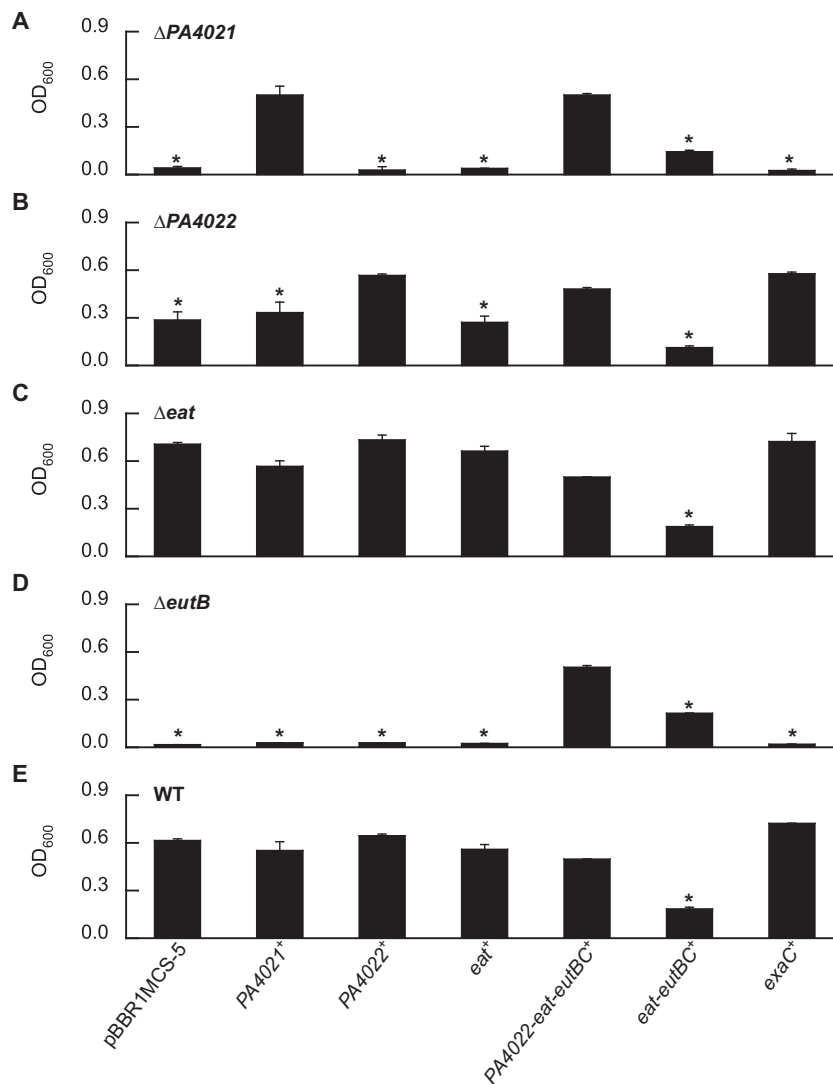 A
ΔPA4021
OD600
0.9
0.6
0.3
0.0
* * * * *
B
ΔPA4022
OD600
0.9
0.6
0.3
0.0
* * * *
C
Δeat
OD600
0.9
0.6
0.3
0.0
*
D
ΔeutB
OD600
0.9
0.6
0.3
0.0
* * * * * *
E
WT
OD600
0.9
0.6
0.3
0.0
*
pBBR1MCS-5
PA4021+
PA4022+
eat+
PA4022-eat-eutBC+
eat-eutBC+
exaC+